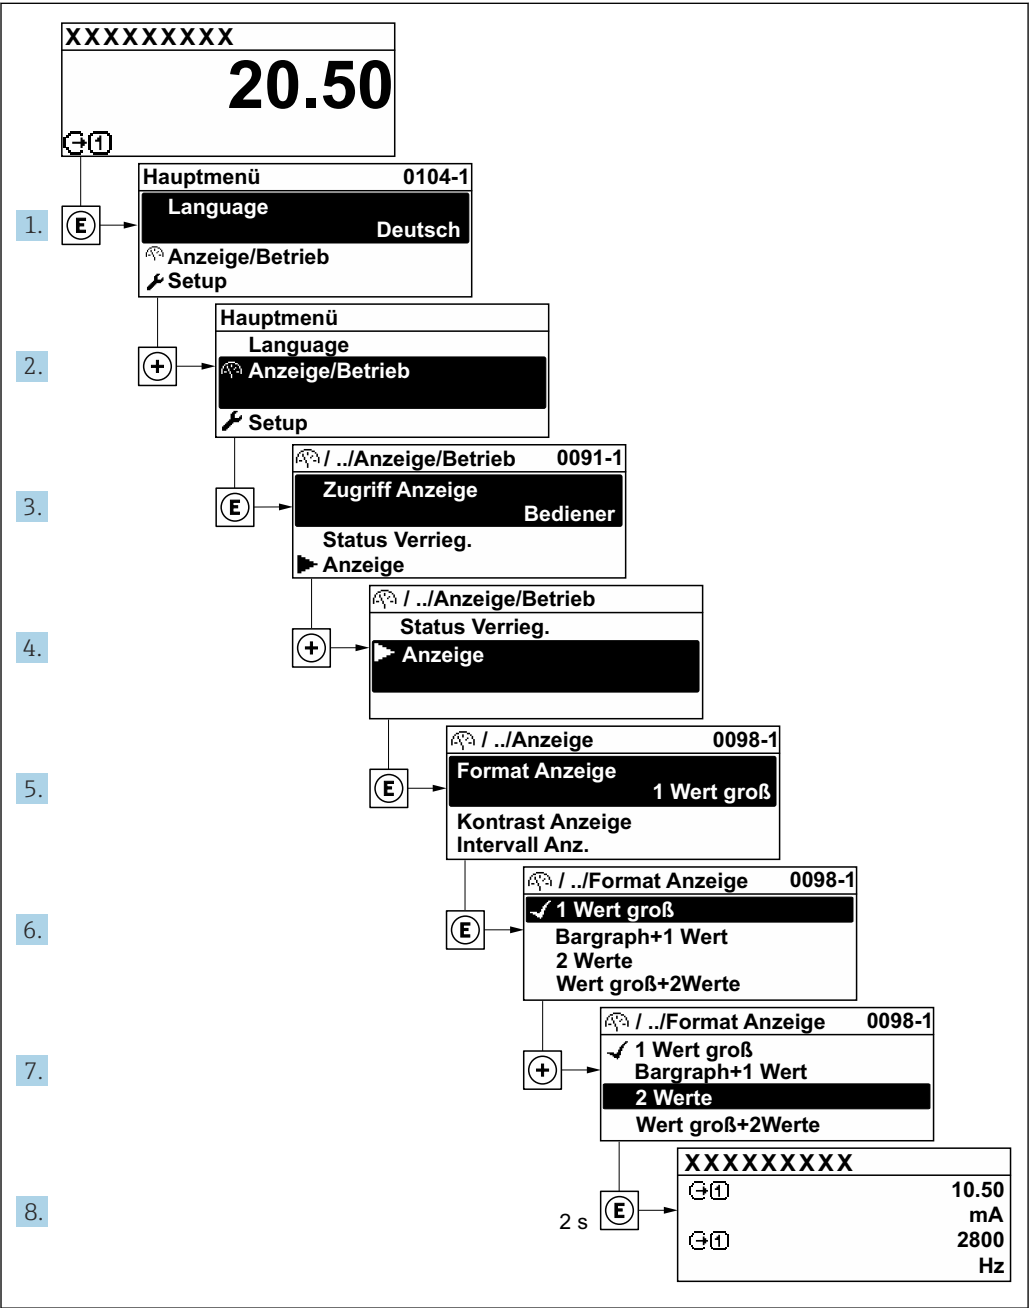 XXXXXXXXX
20.50
1
Hauptmenü 0104-1
Language
Deutsch
Anzeige/Betrieb
Setup
1.
E
Hauptmenü
Language
Anzeige/Betrieb
Setup
2.
+
/ ../Anzeige/Betrieb 0091-1
Zugriff Anzeige
Bediener
Status Verrieg.
Anzeige
3.
E
/ ../Anzeige/Betrieb
Status Verrieg.
Anzeige
4.
+
/ ../Anzeige 0098-1
Format Anzeige
1 Wert groß
Kontrast Anzeige
Intervall Anz.
5.
E
/ ../Format Anzeige 0098-1
1 Wert groß
Bargraph+1 Wert
2 Werte
Wert groß+2Werte
6.
E
/ ../Format Anzeige 0098-1
1 Wert groß
Bargraph+1 Wert
2 Werte
Wert groß+2Werte
7.
+
XXXXXXXXX
1 10.50
mA
1 2800
Hz
8.
2 s
E